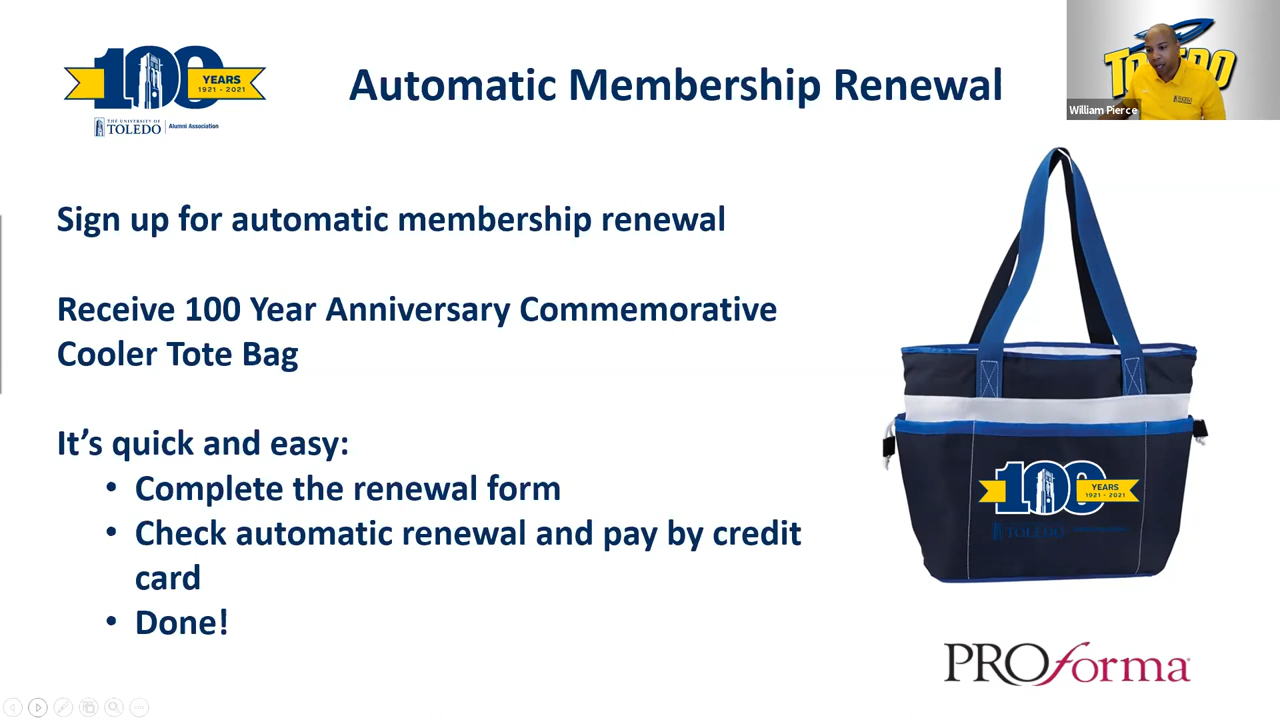 100
YEARS
1921 - 2021
THE UNIVERSITY OF
TOLEDO
Alumni Association
Automatic Membership Renewal
TOLEDO
William Pierce
Sign up for automatic membership renewal
Receive 100 Year Anniversary Commemorative
Cooler Tote Bag
It’s quick and easy:
• Complete the renewal form
• Check automatic renewal and pay by credit
card
• Done!
100
YEARS
1921 - 2021
TOLEDO
PROforma